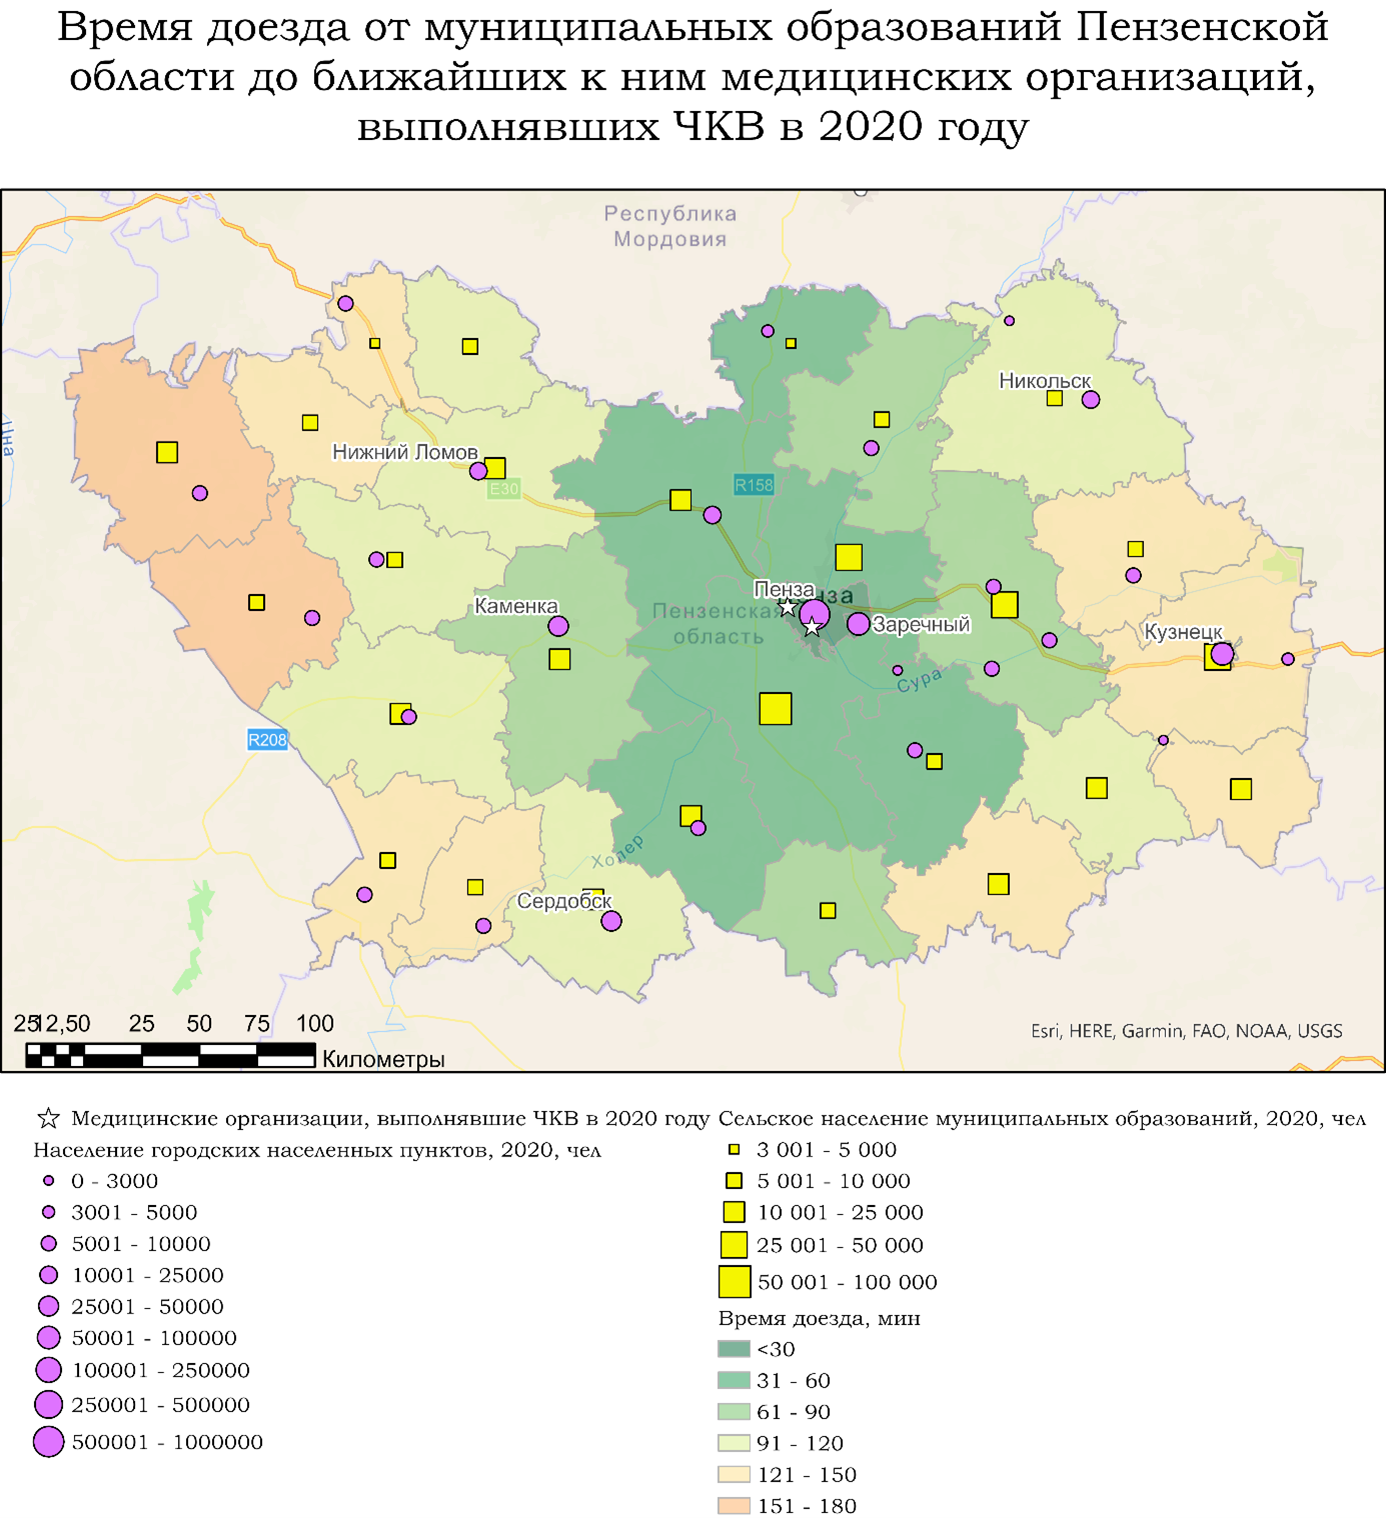 Время доезда от муниципальных образований Пензенской
области до ближайших к ним медицинских организаций,
выполнявших ЧКВ в 2020 году
Республика
Мордовия
Никольск
Нижний Ломов
E30
R158
Цна
Пенза
Каменка
Пензенская
область
Заречный
Кузнецк
Сура
R208
Хопер
Сердобск
25 12,50 25 50 75 100
Километры
Esri, HERE, Garmin, FAO, NOAA, USGS
Медицинские организации, выполнявшие ЧКВ в 2020 году
Население городских населенных пунктов, 2020, чел
0 - 3000
3001 - 5000
5001 - 10000
10001 - 25000
25001 - 50000
50001 - 100000
100001 - 250000
250001 - 500000
500001 - 1000000
Сельское население муниципальных образований, 2020, чел
3 001 - 5 000
5 001 - 10 000
10 001 - 25 000
25 001 - 50 000
50 001 - 100 000
Время доезда, мин
<30
31 - 60
61 - 90
91 - 120
121 - 150
151 - 180